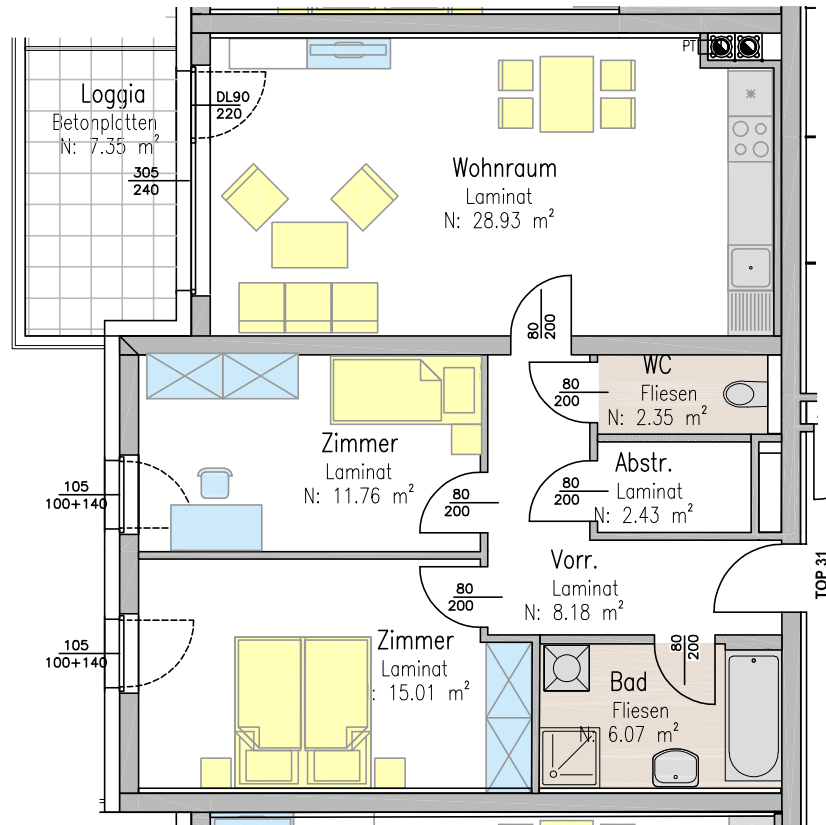 PT
Loggia
Betonplatten
N: 7.35 m²
DL90
220
305
240
Wohnraum
Laminat
N: 28.93 m²
80
200
WC
Fliesen
N: 2.35 m²
80
200
Zimmer
Laminat
N: 11.76 m²
Abstr.
Laminat
N: 2.43 m²
80
200
80
200
105
100+140
Vorr.
Laminat
N: 8.18 m²
TOP 31
80
200
80
200
105
100+140
Zimmer
Laminat
: 15.01 m²
Bad
Fliesen
N: 6.07 m²